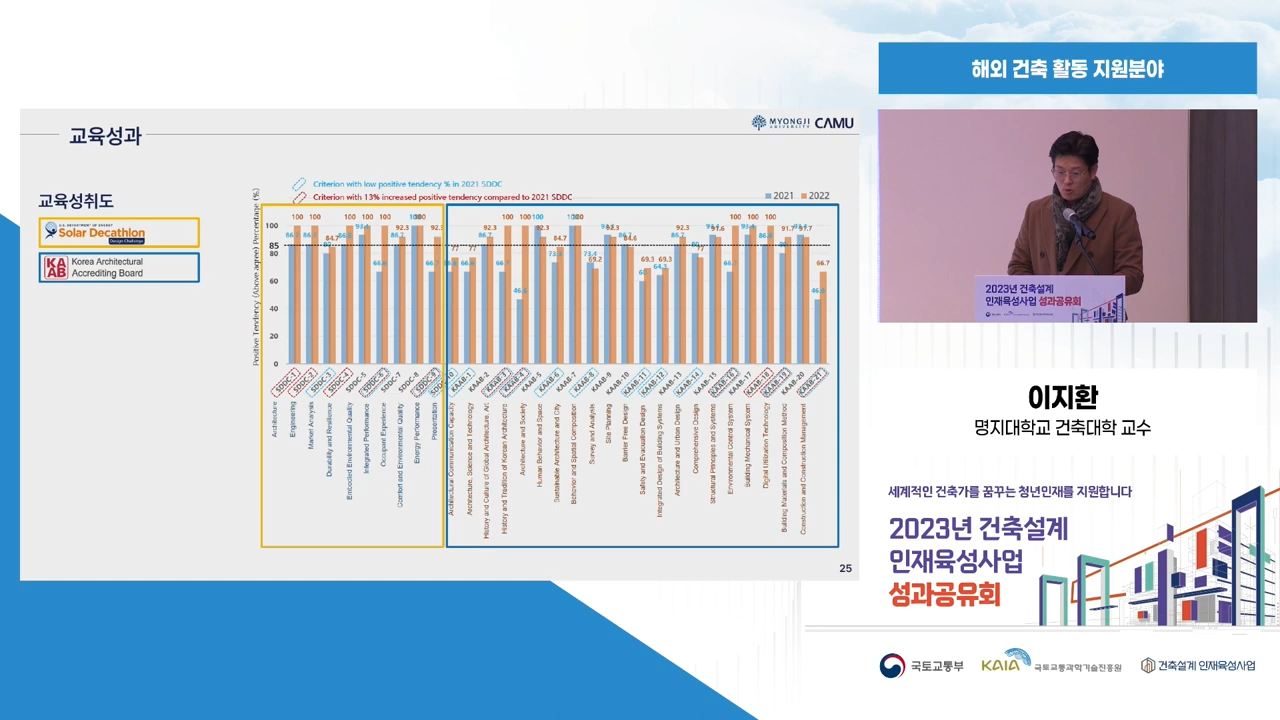 해외 건축 활동 지원분야
교육성과
MYONGJI UNIVERSITY CAMU
교육성취도
U.S. DEPARTMENT OF ENERGY
Solar Decathlon
Design Challenge
KAAB
Korea Architectural
Accrediting Board
Criterion with low positive tendency % in 2021 SDDC
Criterion with 13% increased positive tendency compared to 2021 SDDC
2021 2022
Positive Tendency (Above agree) Percentage (%)
100
85
80
60
40
20
0
SDDC-1
SDDC-2
SDDC-3
SDDC-4
SDDC-5
SDDC-6
SDDC-7
SDDC-8
SDDC-9
SDDC-10
KAAB-1
KAAB-2
KAAB-3
KAAB-4
KAAB-5
KAAB-6
KAAB-7
KAAB-8
KAAB-9
KAAB-10
KAAB-11
KAAB-12
KAAB-13
KAAB-14
KAAB-15
KAAB-16
KAAB-17
KAAB-18
KAAB-19
KAAB-20
KAAB-21
Architecture
Engineering
Market Analysis
Durability and Resilience
Embodied Environmental Quality
Integrated Performance
Occupant Experience
Comfort and Environmental Quality
Energy Performance
Presentation
Architectural Communication Capacity
Architecture, Science and Technology
History and Culture of Global Architecture, Art
History and Tradition of Korean Architecture
Architecture and Society
Human Behavior and Space
Sustainable Architecture and City
Behavior and Spatial Composition
Survey and Analysis
Site Planning
Barrier Free Design
Safety and Evacuation Design
Integrated Design of Building Systems
Architecture and Urban Design
Comprehensive Design
Structural Principles and Systems
Environmental Control System
Building Mechanical System
Digital Utilization Technology
Building Materials and Composition Method
Construction and Construction Management
25
2023년 건축설계
인재육성사업 성과공유회
이지환
명지대학교 건축대학 교수
세계적인 건축가를 꿈꾸는 청년인재를 지원합니다
2023년 건축설계
인재육성사업
성과공유회
국토교통부 KAIA 국토교통과학기술진흥원 건축설계 인재육성사업